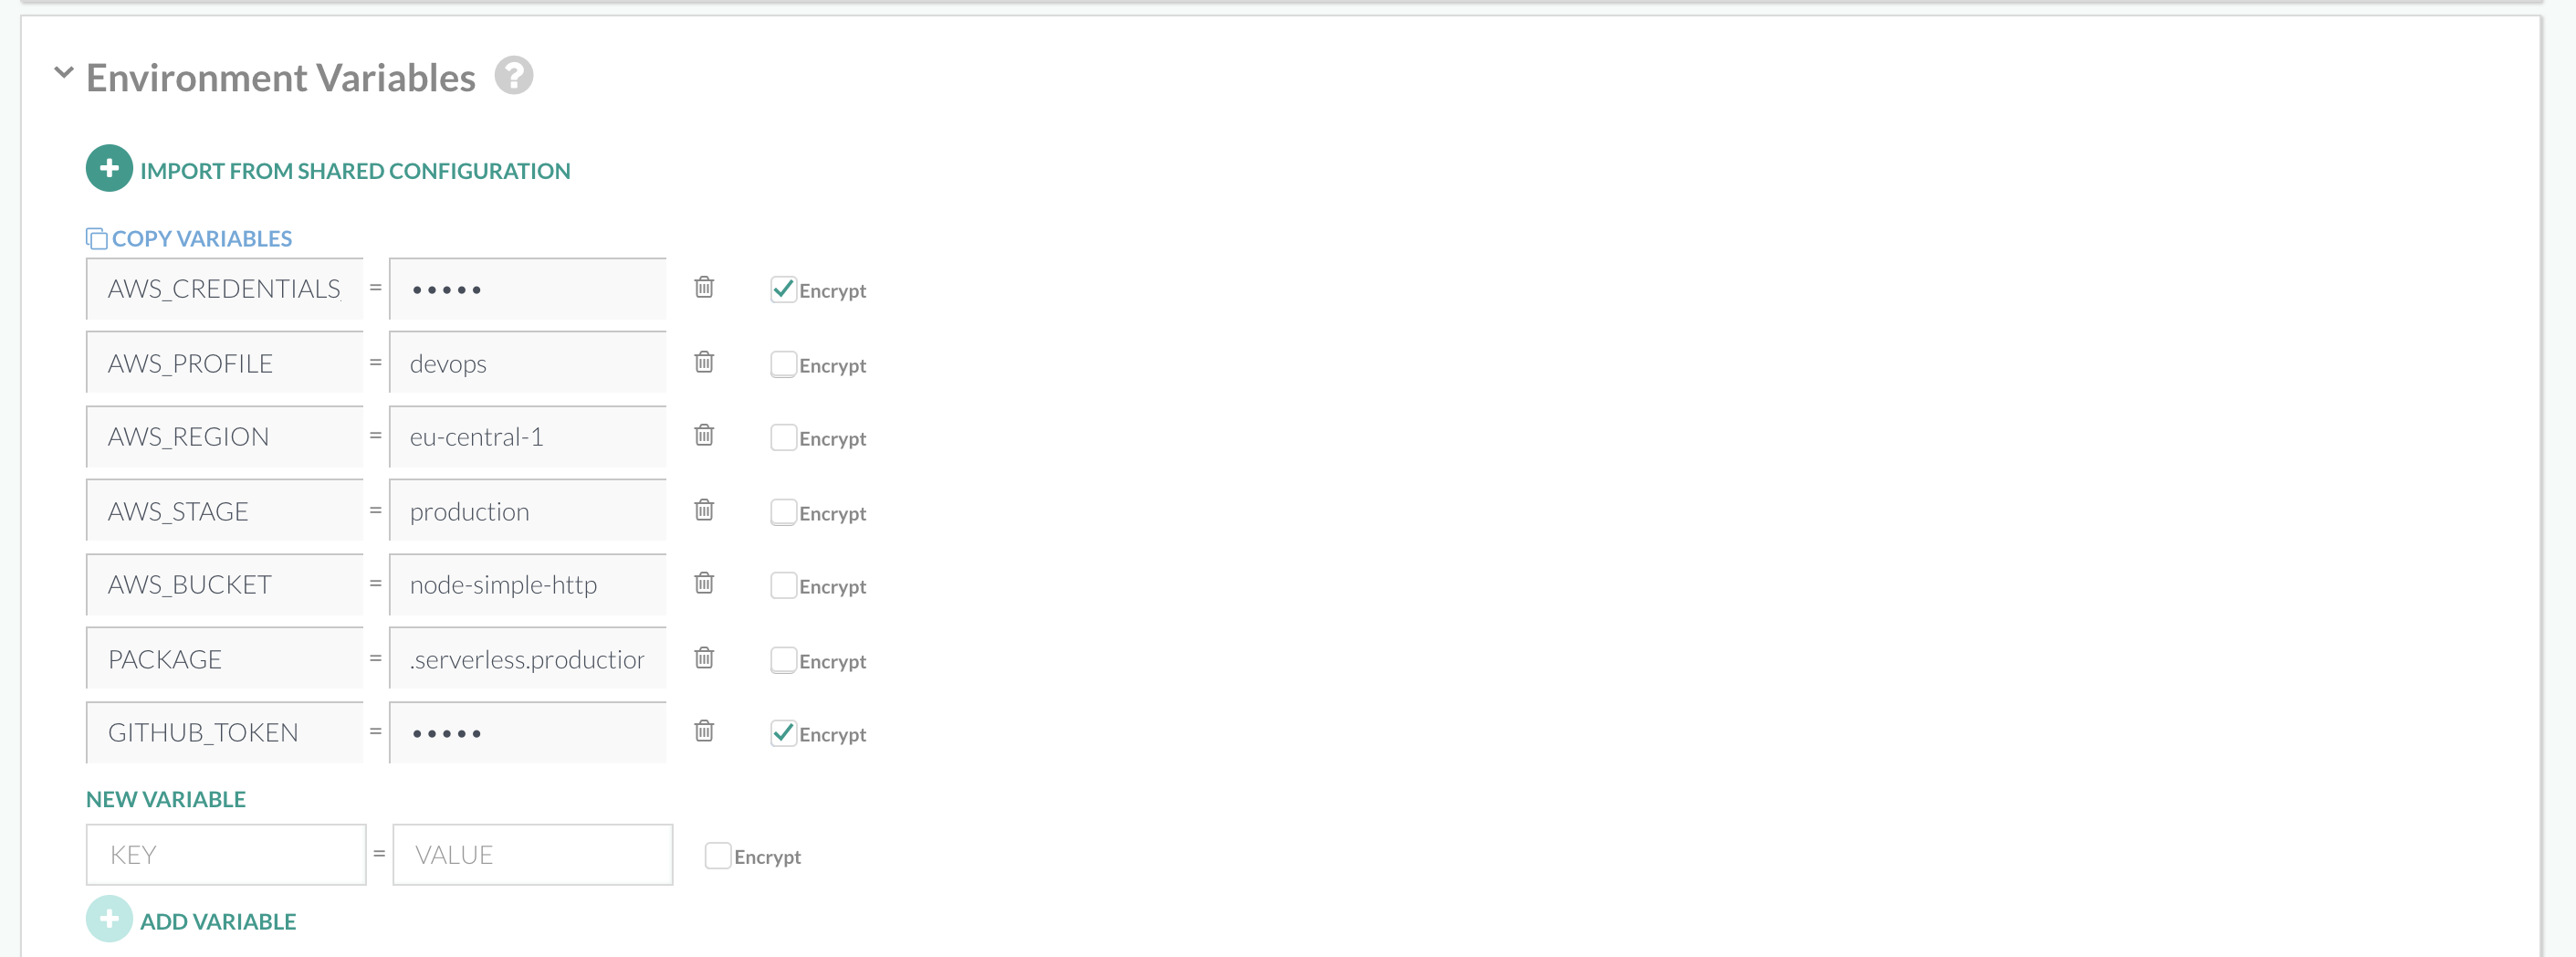 Environment Variables ?
IMPORT FROM SHARED CONFIGURATION
COPY VARIABLES
AWS_CREDENTIALS = ••••• Encrypt
AWS_PROFILE = devops Encrypt
AWS_REGION = eu-central-1 Encrypt
AWS_STAGE = production Encrypt
AWS_BUCKET = node-simple-http Encrypt
PACKAGE = .serverless.production Encrypt
GITHUB_TOKEN = ••••• Encrypt
NEW VARIABLE
KEY = VALUE Encrypt
ADD VARIABLE